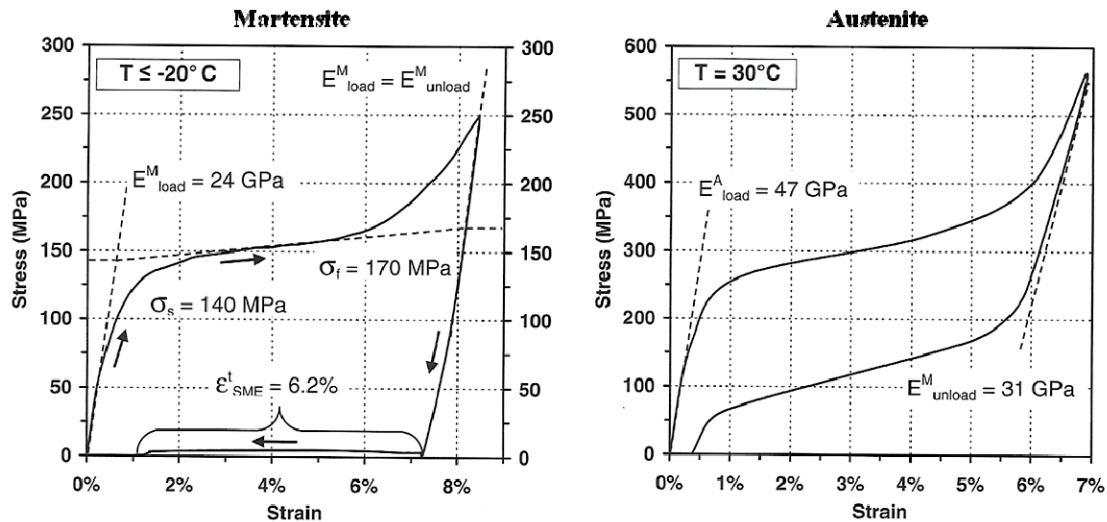 Martensite
T ≤ -20°C
E^M_load = E^M_unload
E^M_load = 24 GPa
σ_f = 170 MPa
σ_s = 140 MPa
ε^t_SME = 6.2%
Stress (MPa)
300
250
200
150
100
50
0
300
250
200
150
100
50
0
0% 2% 4% 6% 8%
Strain
Austenite
T = 30°C
E^A_load = 47 GPa
E^M_unload = 31 GPa
Stress (MPa)
600
500
400
300
200
100
0
0% 1% 2% 3% 4% 5% 6% 7%
Strain